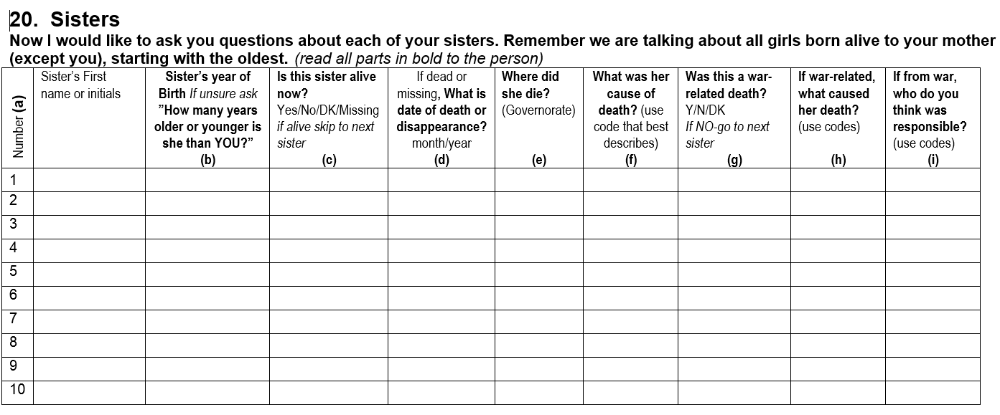 20.  Sisters
Now I would like to ask you questions about each of your sisters. Remember we are talking about all girls born alive to your mother
(except you), starting with the oldest. (read all parts in bold to the person)
Number (a)
Sister's First
name or initials
Sister's year of
Birth If unsure ask
"How many years
older or younger is
she than YOU?"
(b)
Is this sister alive
now?
Yes/No/DK/Missing
if alive skip to next
sister
(c)
If dead or
missing, What is
date of death or
disappearance?
month/year
(d)
Where did
she die?
(Governorate)
(e)
What was her
cause of
death? (use
code that best
describes)
(f)
Was this a war-
related death?
Y/N/DK
If NO-go to next
sister
(g)
If war-related,
what caused
her death?
(use codes)
(h)
If from war,
who do you
think was
responsible?
(use codes)
(i)
1
2
3
4
5
6
7
8
9
10